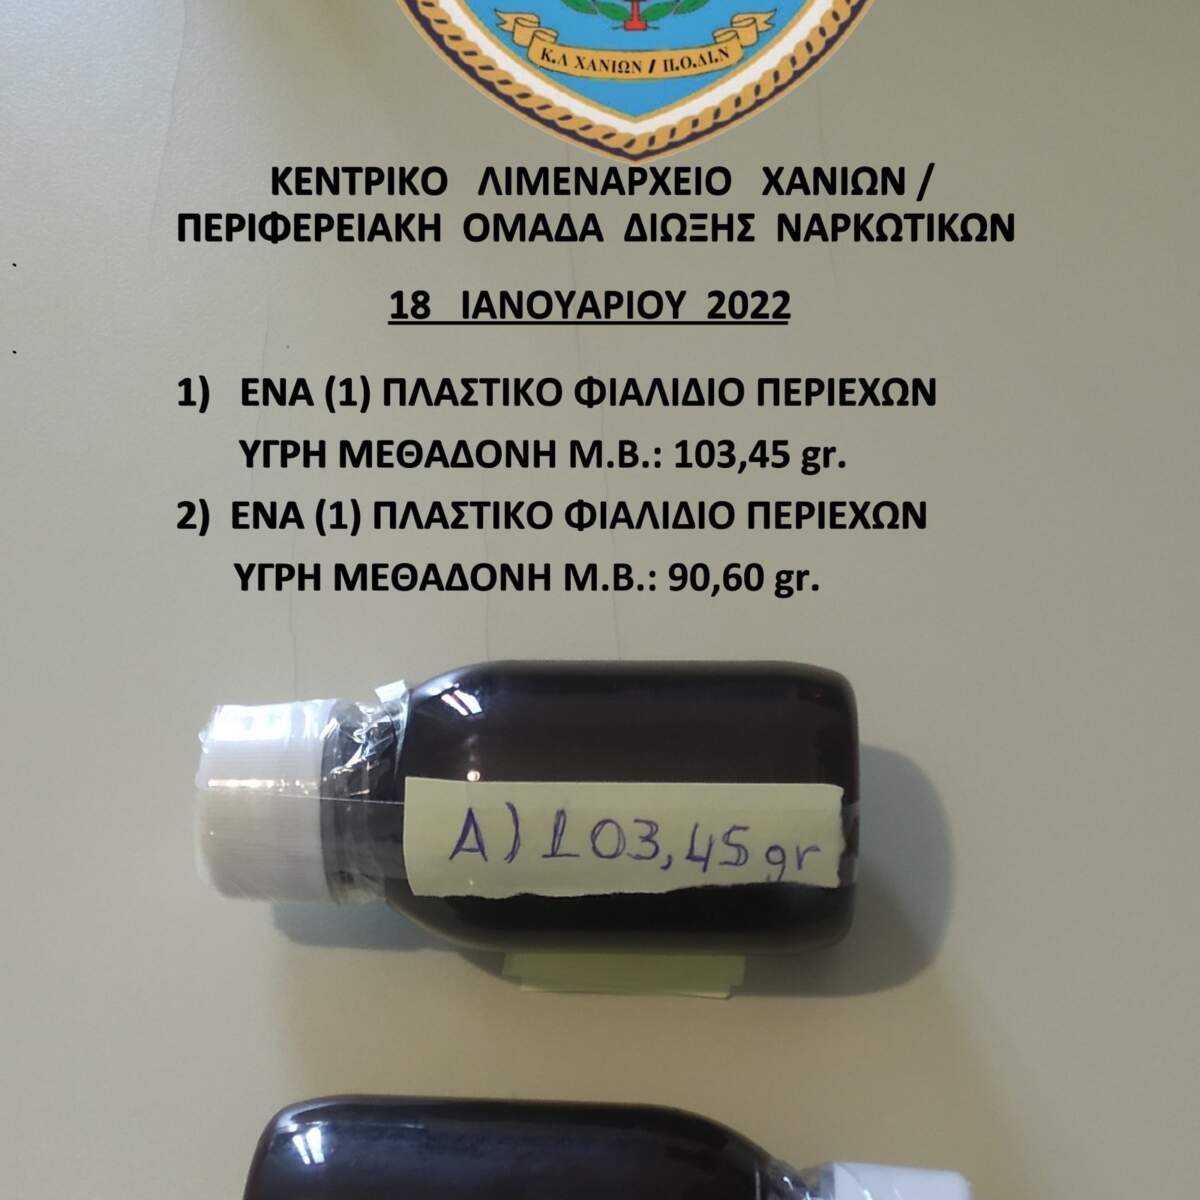 Κ.Λ ΧΑΝΙΩΝ / Π.Ο.ΔΙ.Ν
ΚΕΝΤΡΙΚΟ ΛΙΜΕΝΑΡΧΕΙΟ ΧΑΝΙΩΝ /
ΠΕΡΙΦΕΡΕΙΑΚΗ ΟΜΑΔΑ ΔΙΩΞΗΣ ΝΑΡΚΩΤΙΚΩΝ
18 ΙΑΝΟΥΑΡΙΟΥ 2022
1) ΕΝΑ (1) ΠΛΑΣΤΙΚΟ ΦΙΑΛΙΔΙΟ ΠΕΡΙΕΧΩΝ
ΥΓΡΗ ΜΕΘΑΔΟΝΗ Μ.Β.: 103,45 gr.
2) ΕΝΑ (1) ΠΛΑΣΤΙΚΟ ΦΙΑΛΙΔΙΟ ΠΕΡΙΕΧΩΝ
ΥΓΡΗ ΜΕΘΑΔΟΝΗ Μ.Β.: 90,60 gr.
Α) 103,45 gr